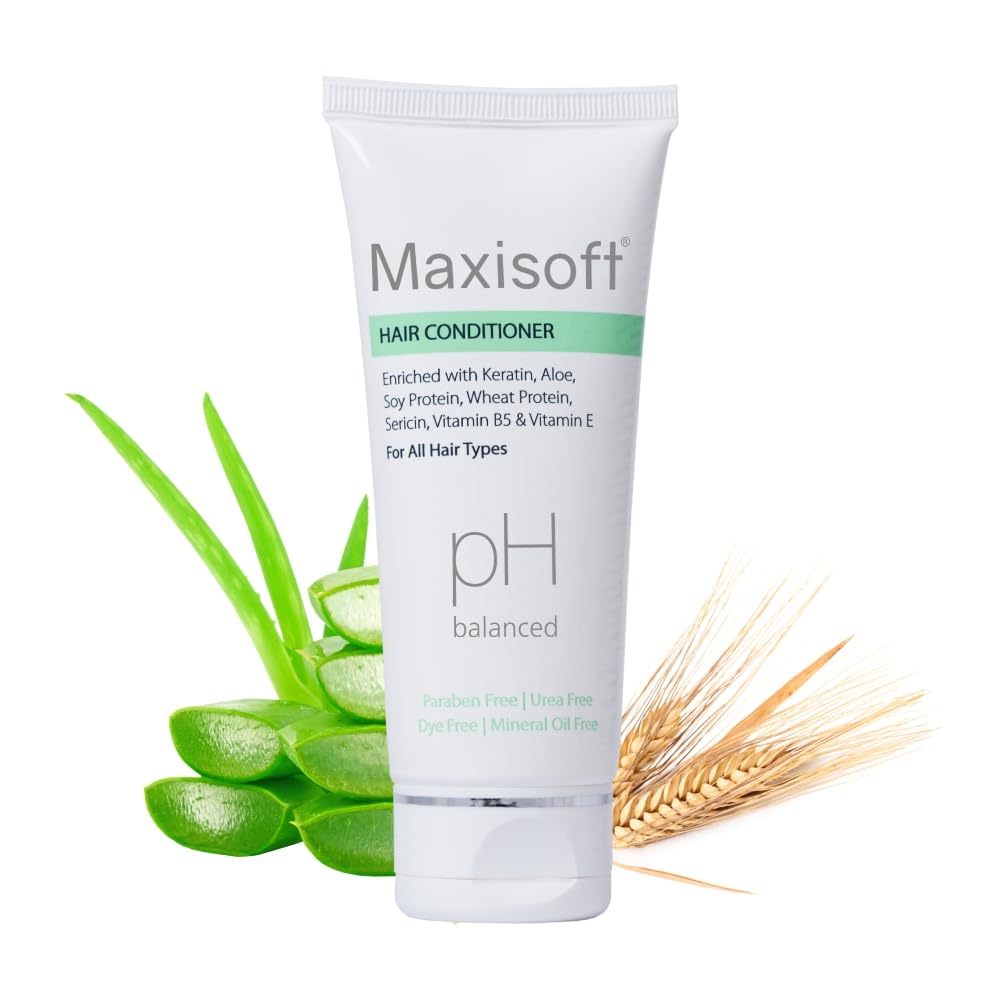 Maxisoft®
HAIR CONDITIONER
Enriched with Keratin, Aloe,
Soy Protein, Wheat Protein,
Sericin, Vitamin B5 & Vitamin E
For All Hair Types
pH
balanced
Paraben Free | Urea Free
Dye Free | Mineral Oil Free